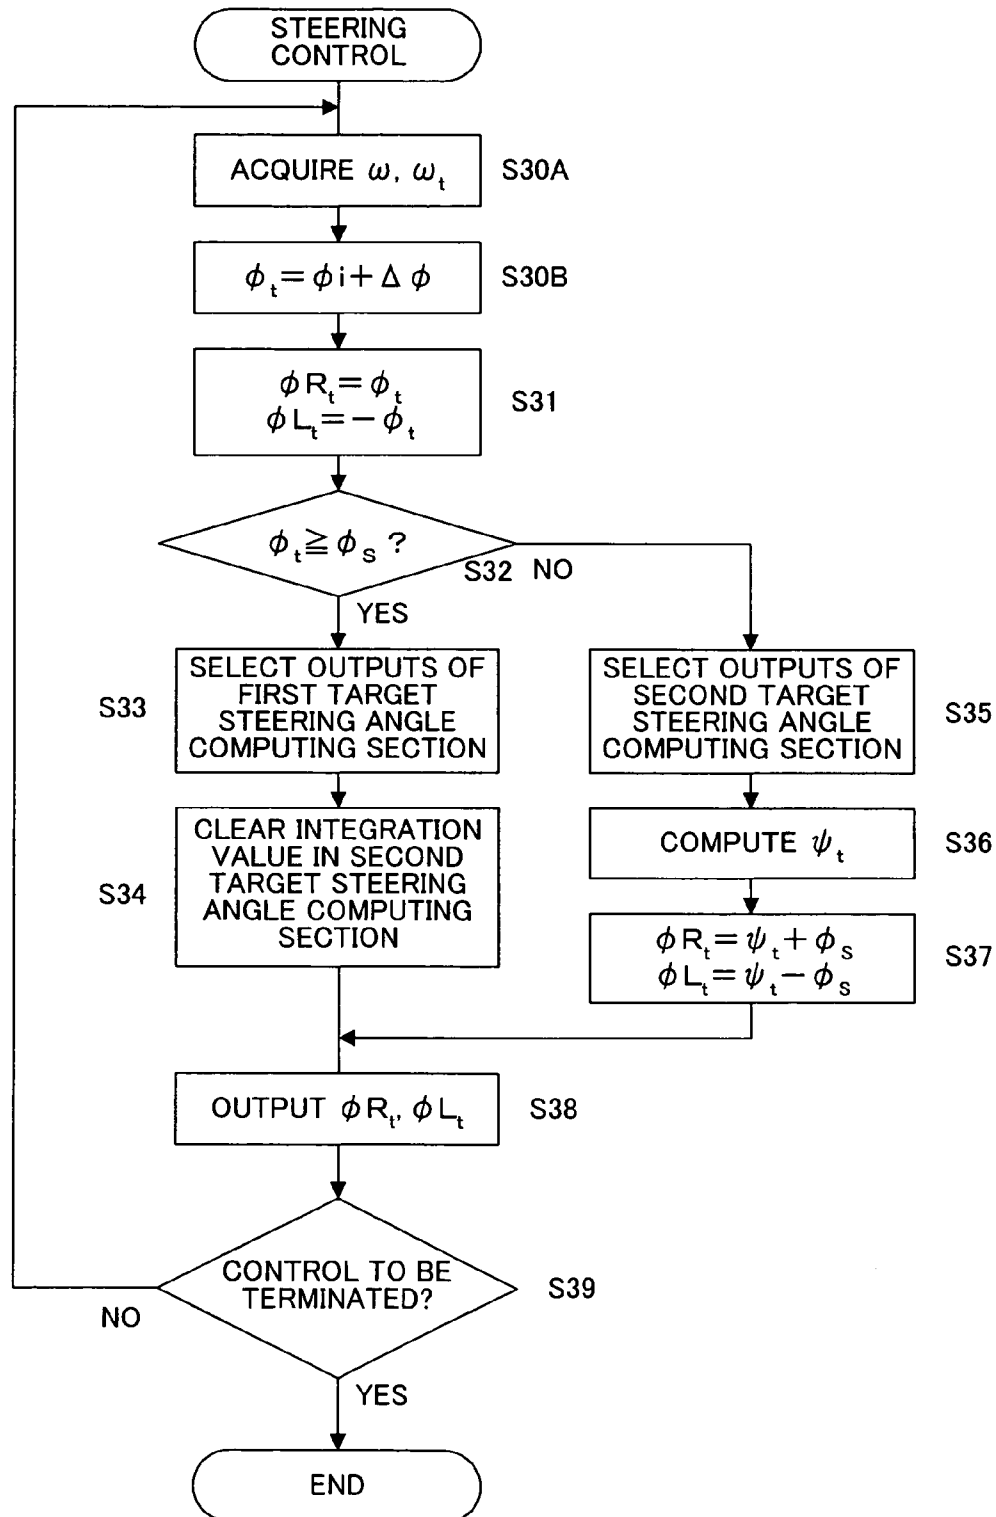 STEERING
CONTROL
ACQUIRE ω, ωt
S30A
ϕt=ϕi+Δϕ
S30B
ϕRt=ϕt
ϕLt=−ϕt
S31
ϕt≧ϕS ?
S32 NO
YES
SELECT OUTPUTS OF
FIRST TARGET
STEERING ANGLE
COMPUTING SECTION
S33
SELECT OUTPUTS OF
SECOND TARGET
STEERING ANGLE
COMPUTING SECTION
S35
CLEAR INTEGRATION
VALUE IN SECOND
TARGET STEERING
ANGLE COMPUTING
SECTION
S34
COMPUTE ψt
S36
ϕRt=ψt+ϕS
ϕLt=ψt−ϕS
S37
OUTPUT ϕRt, ϕLt
S38
CONTROL TO BE
TERMINATED?
S39
NO
YES
END